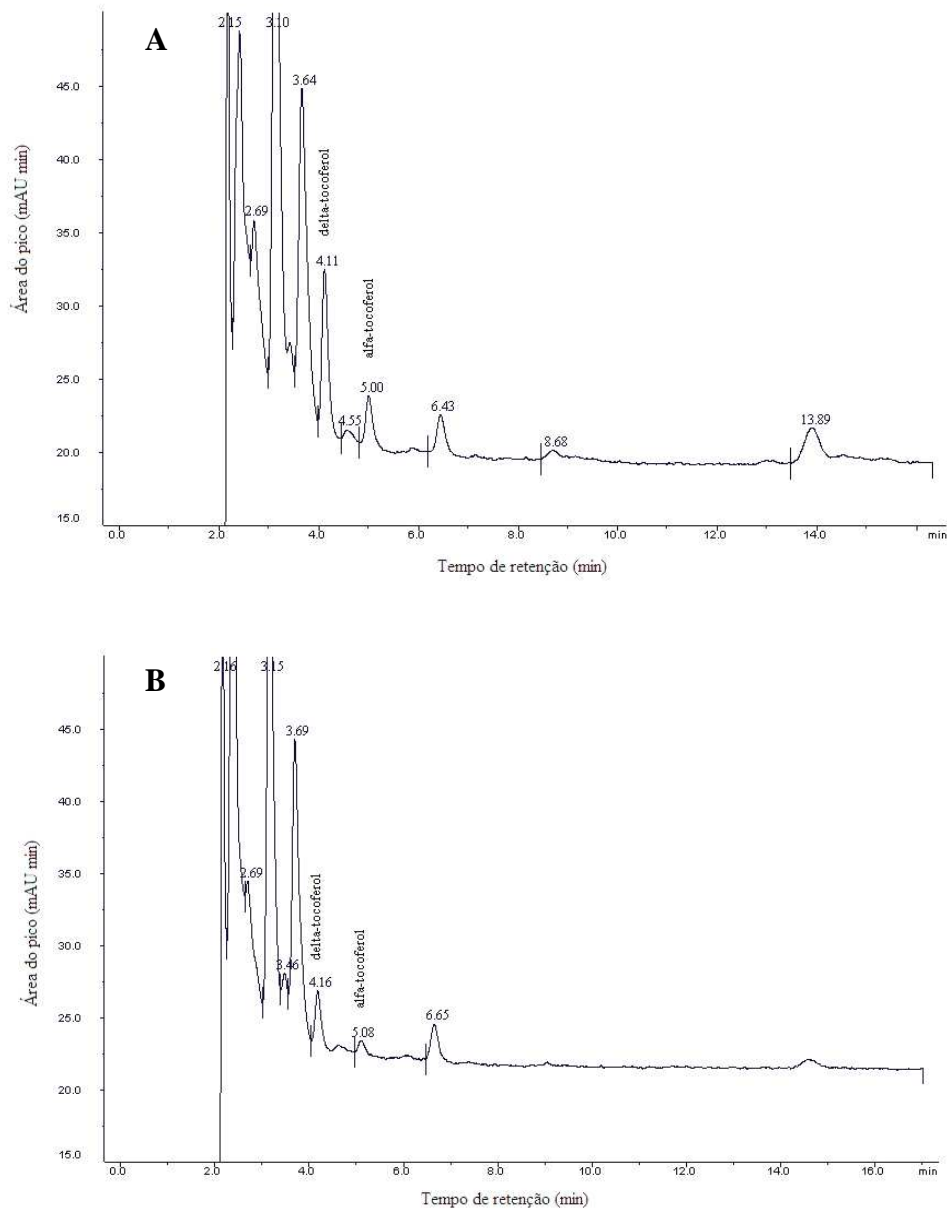 A
2.15
3.10
3.64
2.69
delta-tocoferol
4.11
alfa-tocoferol
4.55
5.00
6.43
8.68
13.89
45.0
40.0
35.0
30.0
25.0
20.0
15.0
Área do pico (mAU min)
0.0 2.0 4.0 6.0 8.0 10.0 12.0 14.0 min
Tempo de retenção (min)
B
2.16
3.15
3.69
2.69
3.46
delta-tocoferol
4.16
alfa-tocoferol
5.08
6.65
45.0
40.0
35.0
30.0
25.0
20.0
15.0
Área do pico (mAU min)
0.0 2.0 4.0 6.0 8.0 10.0 12.0 14.0 16.0 min
Tempo de retenção (min)